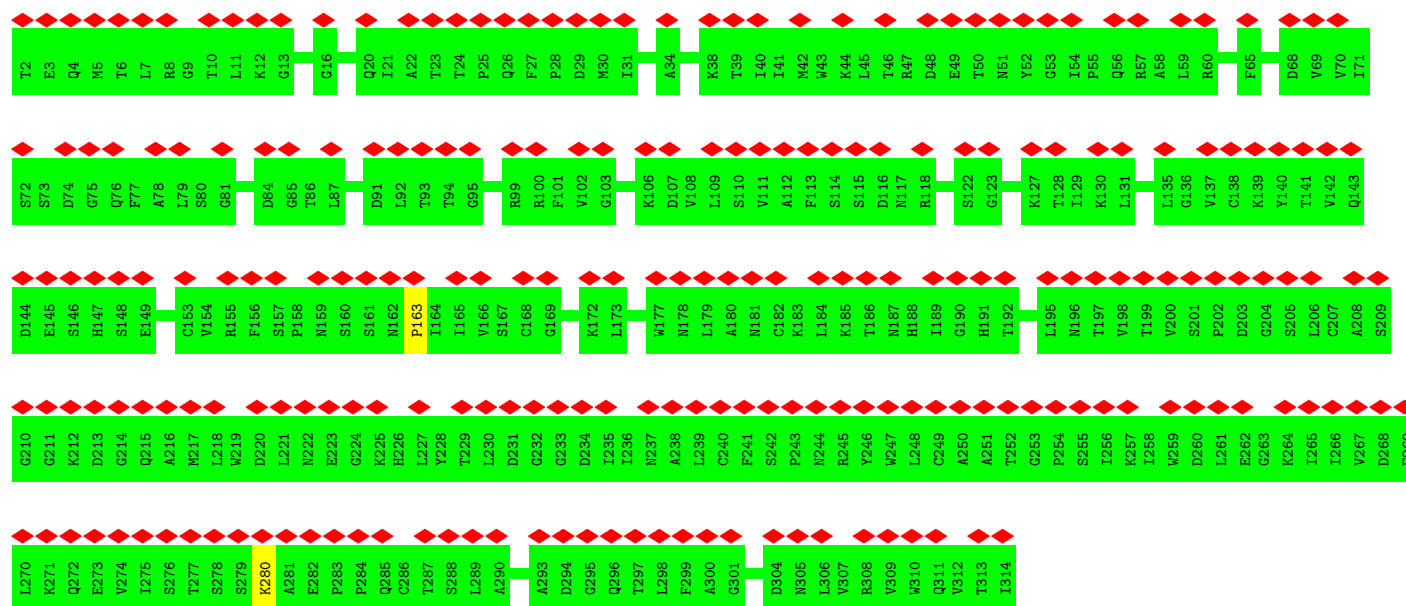 T2 E3 Q4 M5 T6 L7 R8 G9 T10 L11 K12 G13 G16 Q20 I21 A22 T23 T24 P25 Q26 F27 P28 D29 M30 I31 A34 K38 T39 I40 I41 M42 W43 K44 L45 T46 R47 D48 E49 T50 N51 Y52 G53 I54 P55 Q56 R57 A58 L59 R60 F65 D68 V69 V70 I71
S72 S73 D74 G75 Q76 F77 A78 L79 S80 G81 D84 G85 T86 L87 D91 L92 T93 T94 G95 R99 R100 F101 V102 G103 K106 D107 V108 L109 S110 V111 A112 F113 S114 S115 D116 N117 R118 S122 G123 K127 T128 I129 K130 L131 L135 G136 V137 C138 K139 Y140 T141 V142 Q143
D144 E145 S146 H147 S148 E149 C153 V154 R155 F156 S157 P158 N159 S160 S161 N162 P163 I164 I165 V166 S167 C168 G169 K172 L173 W177 N178 L179 A180 N181 C182 K183 L184 K185 T186 N187 H188 I189 G190 H191 T192 L195 N196 T197 V198 T199 V200 S201 P202 D203 G204 S205 L206 C207 A208 S209
G210 G211 K212 D213 G214 Q215 A216 M217 L218 W219 D220 L221 N222 E223 G224 K225 H226 L227 Y228 T229 L230 D231 G232 G233 D234 I235 I236 N237 A238 L239 C240 F241 S242 P243 N244 R245 Y246 W247 L248 C249 A250 A251 T252 G253 P254 S255 I256 K257 I258 W259 D260 L261 E262 G263 K264 I265 I266 V267 D268
L270 K271 Q272 E273 V274 I275 S276 T277 S278 S279 K280 A281 E282 P283 P284 Q285 C286 T287 S288 L289 A290 A293 D294 G295 Q296 T297 L298 F299 A300 G301 D304 N305 L306 V307 R308 V309 W310 Q311 V312 T313 I314